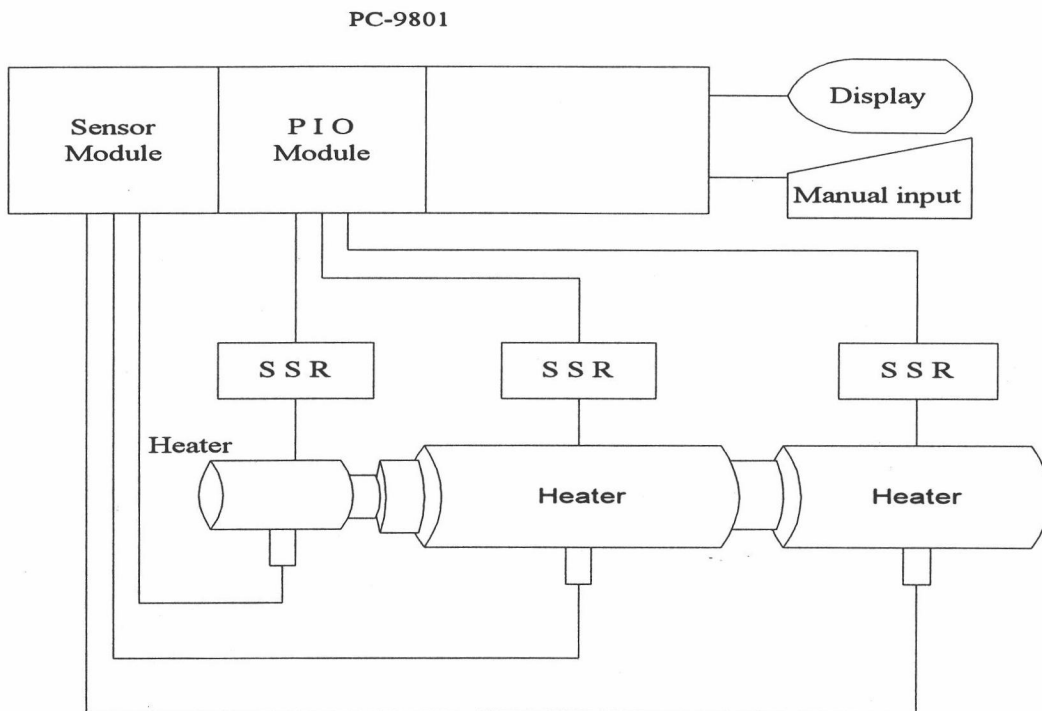 PC-9801
Sensor
Module
P I O
Module
Display
Manual input
S S R
S S R
S S R
Heater
Heater
Heater